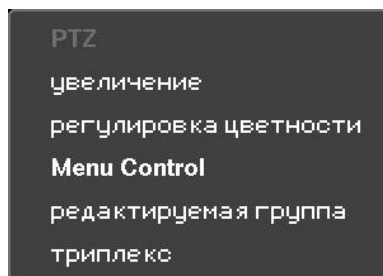 PTZ
увеличение
регулировка цветности
Menu Control
редактируемая группа
триплекс